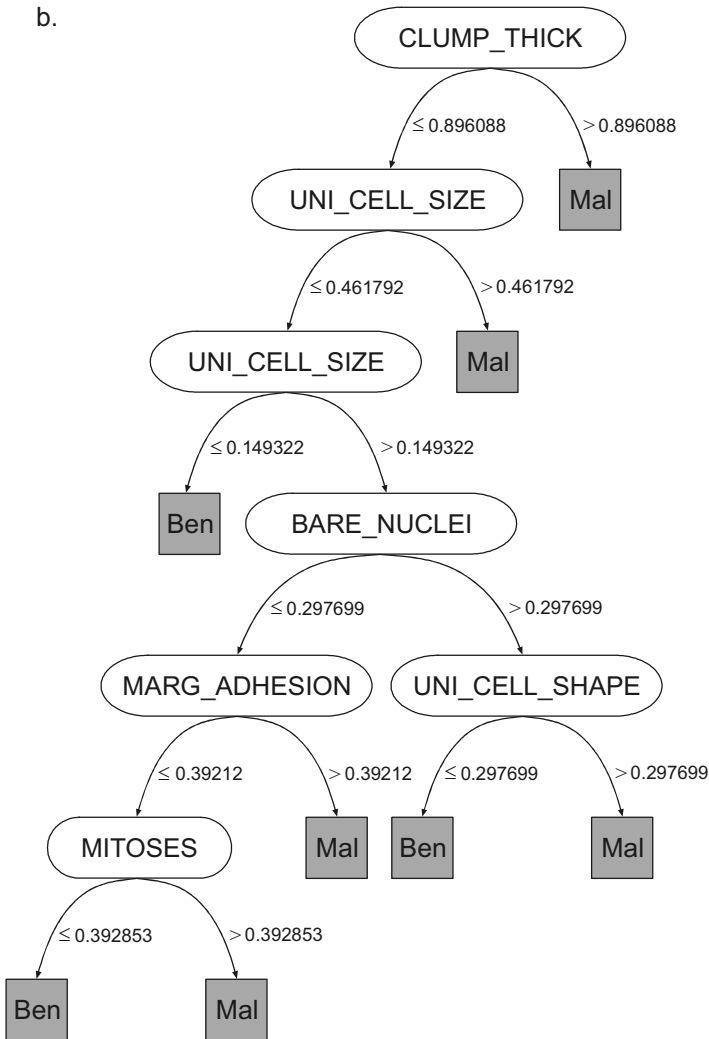 b.
CLUMP_THICK
≤ 0.896088
> 0.896088
UNI_CELL_SIZE
Mal
≤ 0.461792
> 0.461792
UNI_CELL_SIZE
Mal
≤ 0.149322
> 0.149322
Ben
BARE_NUCLEI
≤ 0.297699
> 0.297699
MARG_ADHESION
UNI_CELL_SHAPE
≤ 0.39212
> 0.39212
≤ 0.297699
> 0.297699
MITOSES
Mal
Ben
Mal
≤ 0.392853
> 0.392853
Ben
Mal